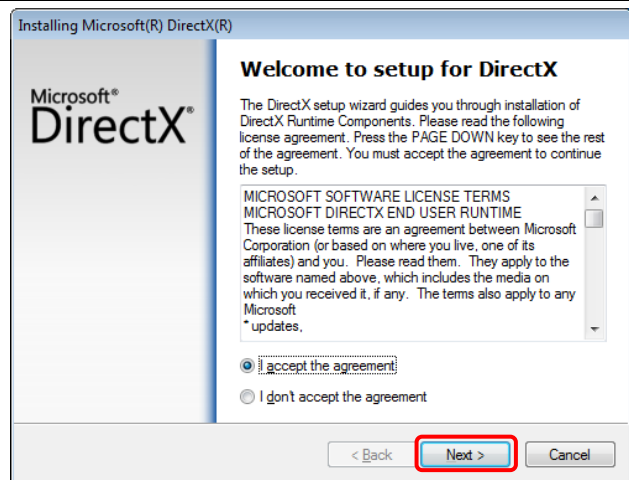 Installing Microsoft(R) DirectX(R)
Microsoft®
DirectX®
Welcome to setup for DirectX
The DirectX setup wizard guides you through installation of
DirectX Runtime Components. Please read the following
license agreement. Press the PAGE DOWN key to see the rest
of the agreement. You must accept the agreement to continue
the setup.
MICROSOFT SOFTWARE LICENSE TERMS
MICROSOFT DIRECTX END USER RUNTIME
These license terms are an agreement between Microsoft
Corporation (or based on where you live, one of its
affiliates) and you. Please read them. They apply to the
software named above, which includes the media on
which you received it, if any. The terms also apply to any
Microsoft
* updates,
I accept the agreement
I don't accept the agreement
< Back
Next >
Cancel